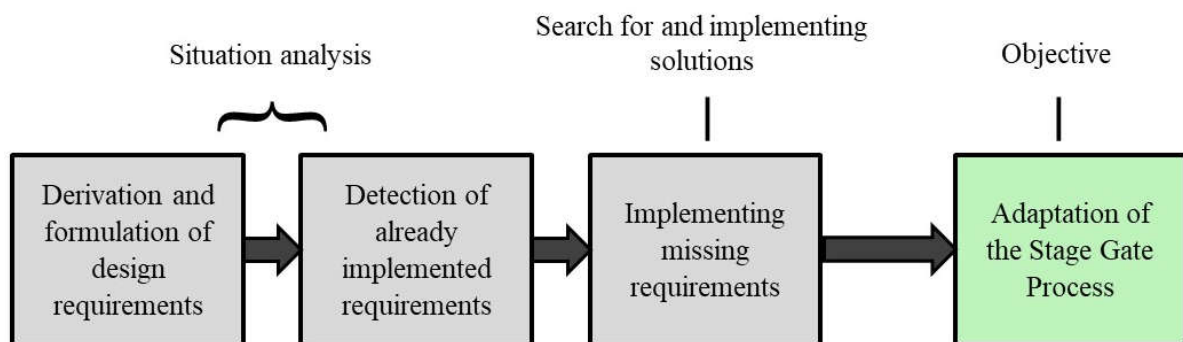 Situation analysis
Search for and implementing
solutions
Objective
Derivation and
formulation of
design
requirements
Detection of
already
implemented
requirements
Implementing
missing
requirements
Adaptation of
the Stage Gate
Process